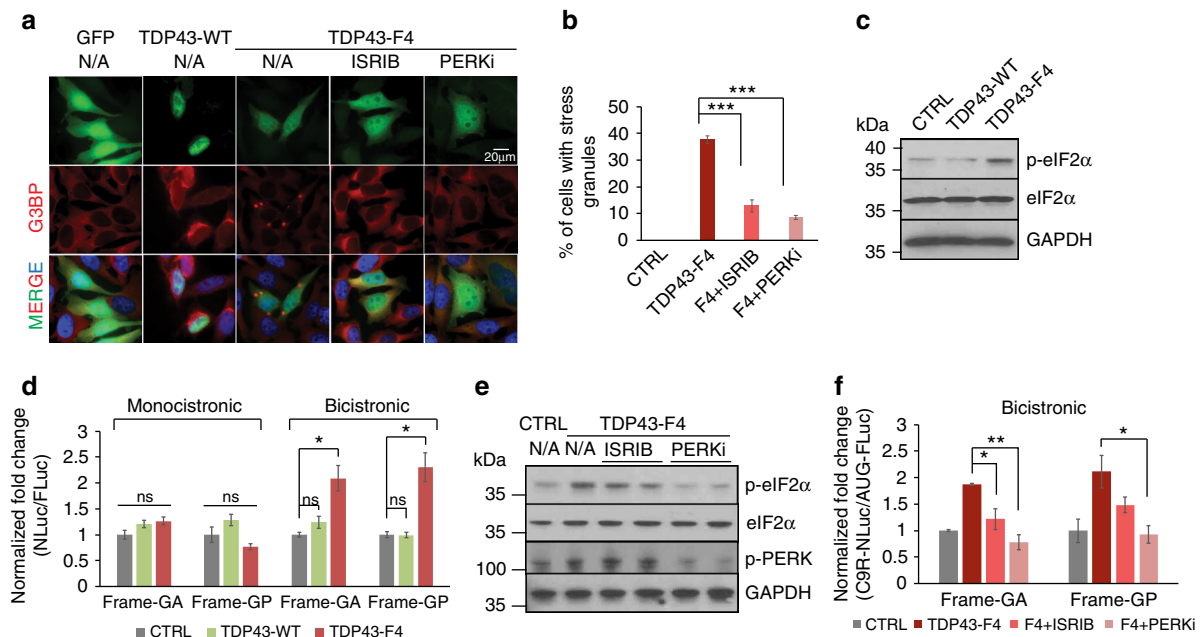 a
GFP TDP43-WT TDP43-F4
N/A N/A N/A ISRIB PERKi
20μm
G3BP
MERGE
b
% of cells with stress
granules
50
40
30
20
10
0
***
***
CTRL
TDP43-F4
F4+ISRIB
F4+PERKi
c
CTRL
TDP43-WT
TDP43-F4
kDa
40
35
p-eIF2α
35
eIF2α
35
GAPDH
d
Normalized fold change
(NLuc/FLuc)
Monocistronic Bicistronic
3
2.5
2
1.5
1
0.5
0
ns ns ns * ns *
Frame-GA Frame-GP Frame-GA Frame-GP
CTRL TDP43-WT TDP43-F4
e
CTRL TDP43-F4
N/A N/A ISRIB PERKi
kDa
35
p-eIF2α
35
eIF2α
100
p-PERK
35
GAPDH
f
Normalized fold change
(C9R-NLuc/AUG-FLuc)
Bicistronic
3
2.5
2
1.5
1
0.5
0
**
*
*
Frame-GA Frame-GP
CTRL TDP43-F4 F4+ISRIB F4+PERKi